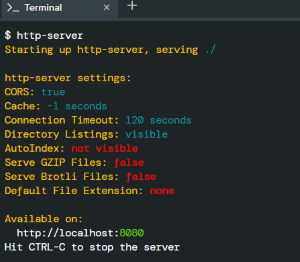 >_ Terminal × +
$ http-server
Starting up http-server, serving ./
http-server settings:
CORS: true
Cache: -1 seconds
Connection Timeout: 120 seconds
Directory Listings: visible
AutoIndex: not visible
Serve GZIP Files: false
Serve Brotli Files: false
Default File Extension: none
Available on:
http://localhost:8080
Hit CTRL-C to stop the server